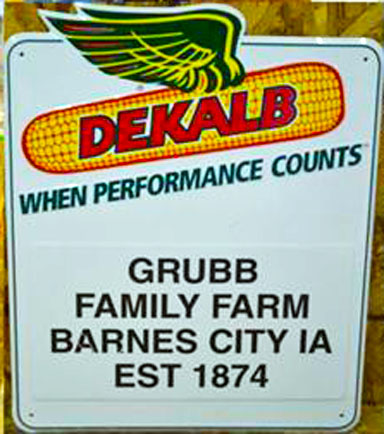 DEKALB
WHEN PERFORMANCE COUNTS
GRUBB
FAMILY FARM
BARNES CITY IA
EST 1874